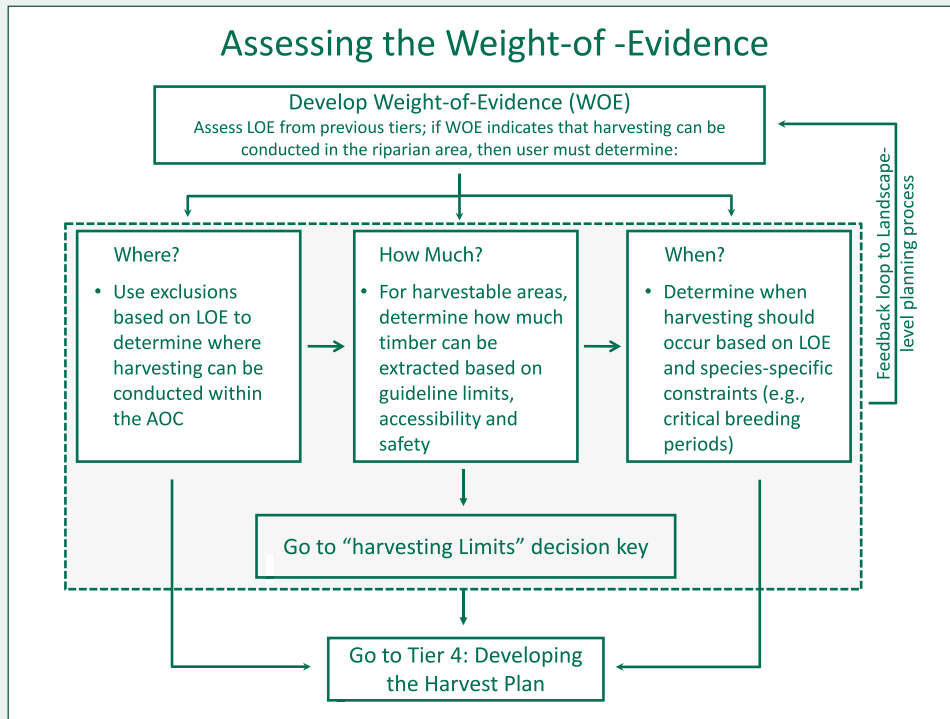 Assessing the Weight-of -Evidence
Develop Weight-of-Evidence (WOE)
Assess LOE from previous tiers; if WOE indicates that harvesting can be
conducted in the riparian area, then user must determine:
Where?
• Use exclusions
based on LOE to
determine where
harvesting can be
conducted within
the AOC
How Much?
• For harvestable areas,
determine how much
timber can be
extracted based on
guideline limits,
accessibility and
safety
When?
• Determine when
harvesting should
occur based on LOE
and species-specific
constraints (e.g.,
critical breeding
periods)
Feedback loop to Landscape-
level planning process
Go to “harvesting Limits” decision key
Go to Tier 4: Developing
the Harvest Plan